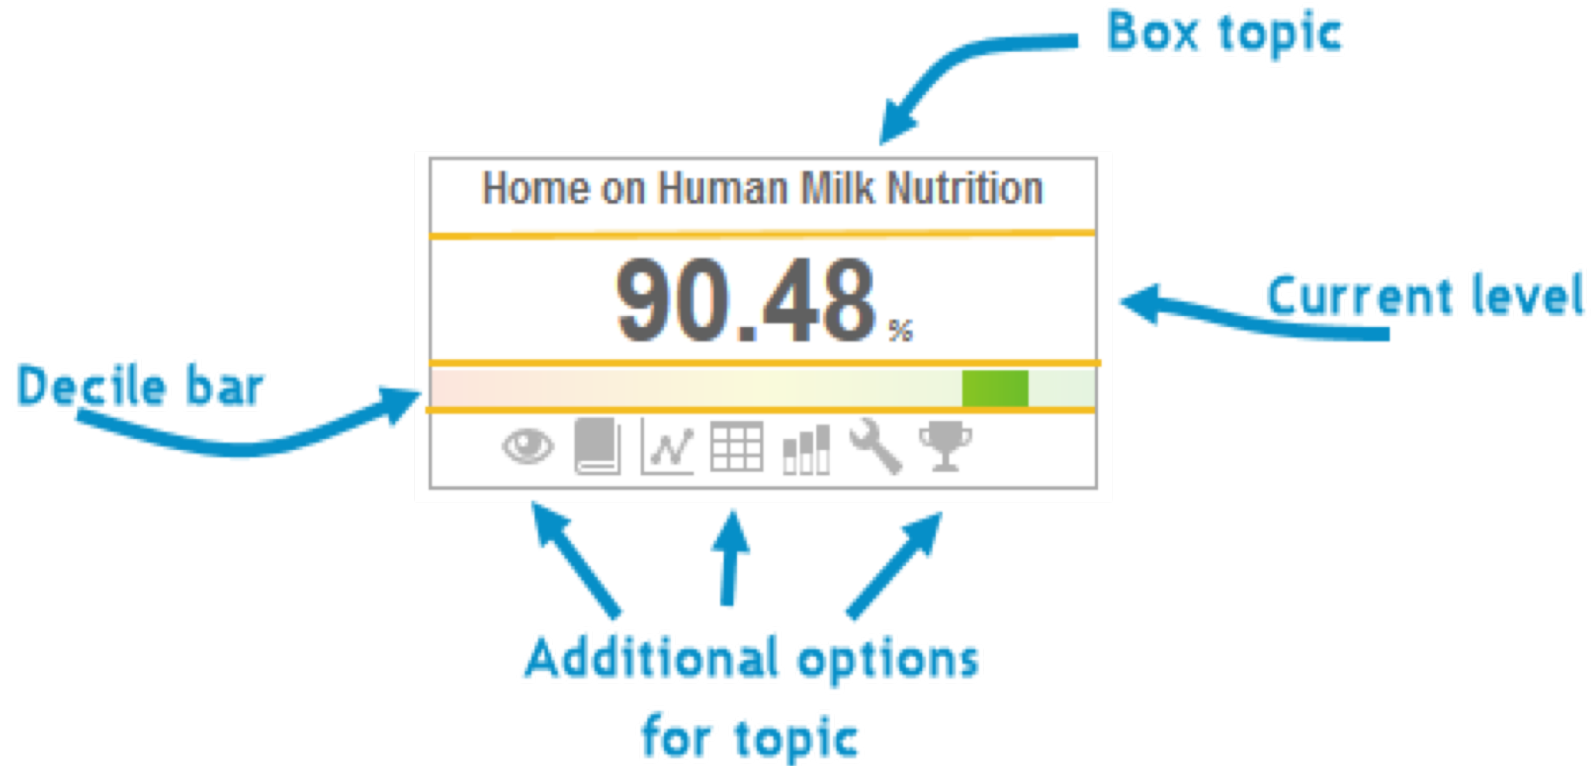 Box topic
Home on Human Milk Nutrition
90.48 %
Current level
Decile bar
Additional options
for topic